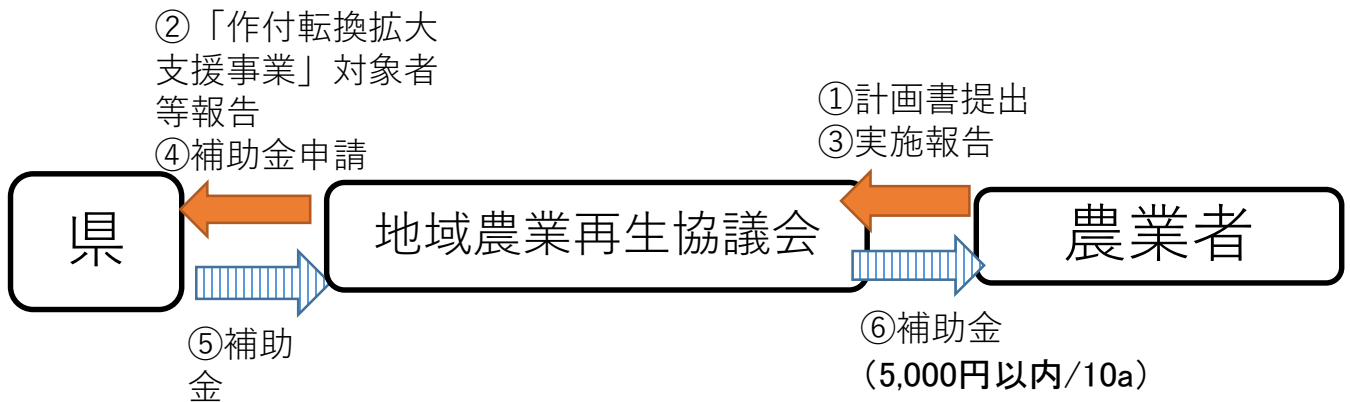 ②「作付転換拡大
支援事業」対象者
等報告
④補助金申請
①計画書提出
③実施報告
県
地域農業再生協議会
農業者
⑤補助
金
⑥補助金
（5,000円以内/10a）